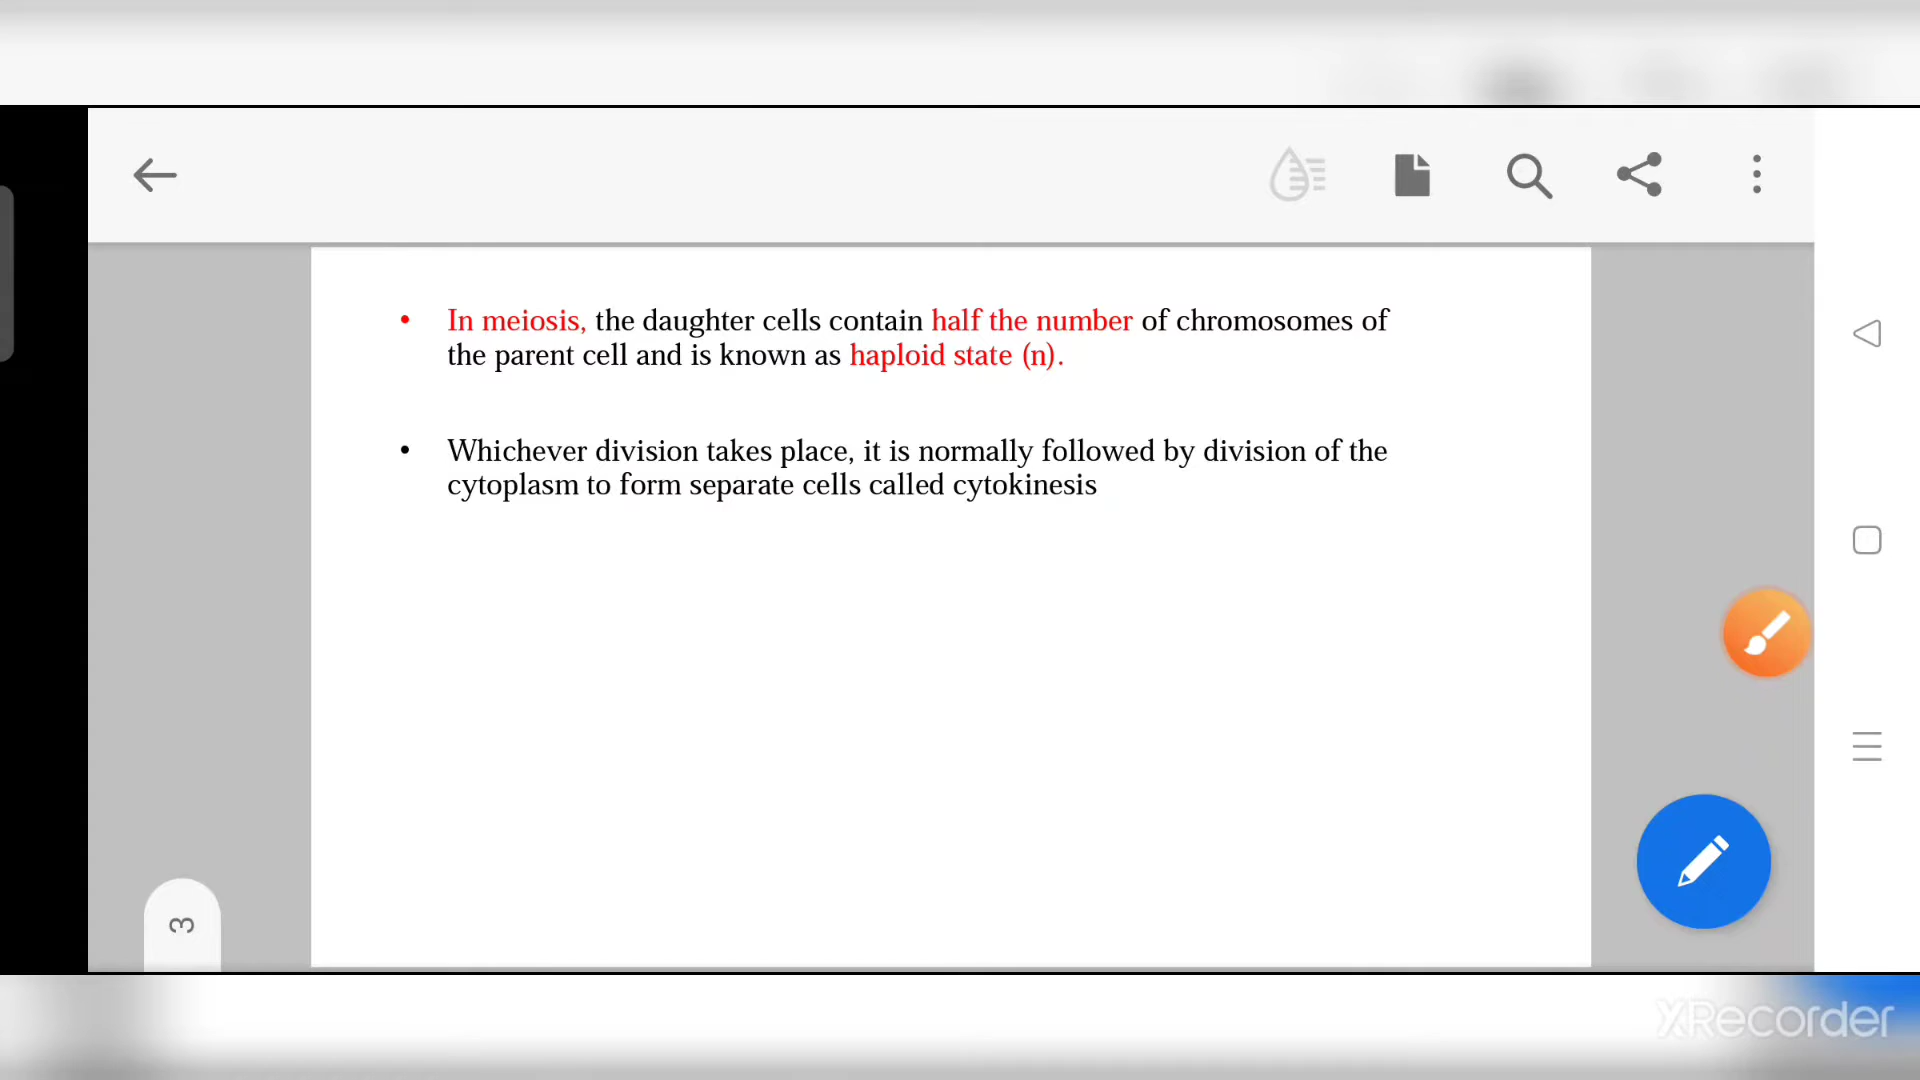 • In meiosis, the daughter cells contain half the number of chromosomes of
the parent cell and is known as haploid state (n).
• Whichever division takes place, it is normally followed by division of the
cytoplasm to form separate cells called cytokinesis
3
XRecorder